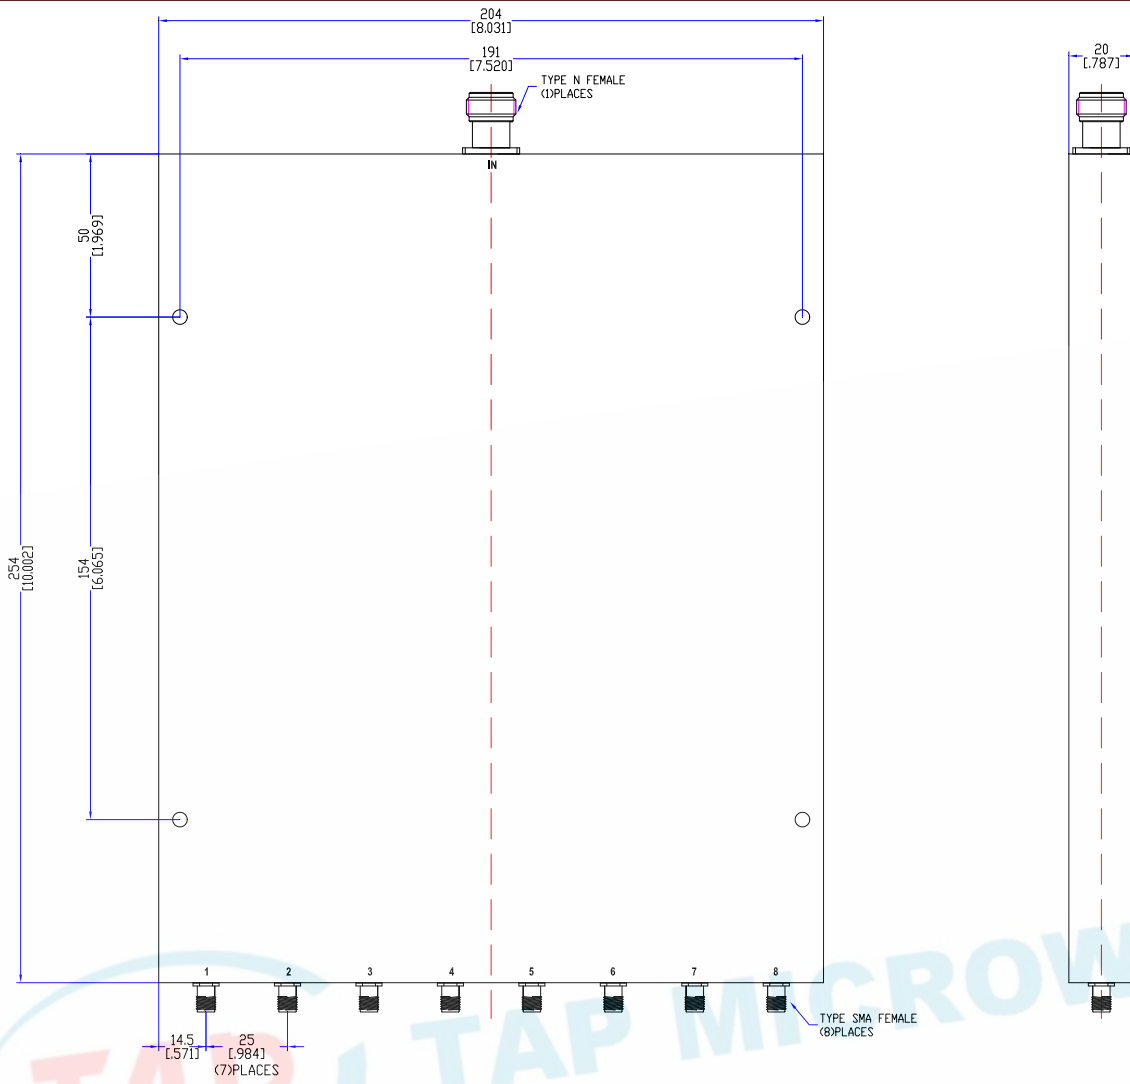 204
[8.031]
191
[7.520]
20
[.787]
TYPE N FEMALE
(1)PLACES
IN
50
[1.969]
254
[10.002]
154
[6.065]
1 2 3 4 5 6 7 8
TYPE SMA FEMALE
(8)PLACES
14.5
[.571]
25
[.984]
(7)PLACES
TAP
TAP MICROW